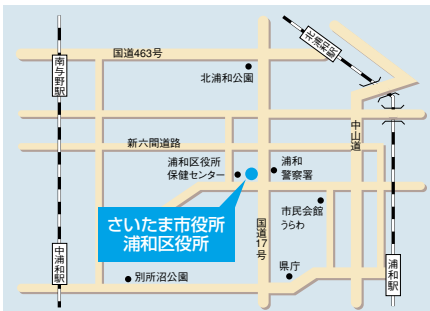 国道463号
北浦和駅
南与野駅
北浦和公園
中山道
新六間道路
浦和区役所
保健センター
浦和
警察署
さいたま市役所
浦和区役所
市民会館
うらわ
国道17号
中浦和駅
別所沼公園
県庁
浦和駅